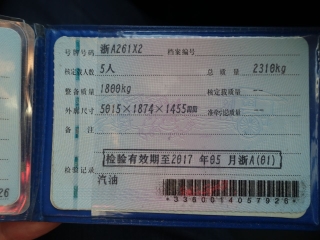 号牌号码 浙A261X2 档案编号
核定载人数 5人 总质量 2310kg
整备质量 1800kg 核定载质量 --
外廓尺寸 5015×1874×1455mm 准牵引总质量 --
备注
检验有效期至2017年05月浙A(01)
检验记录
汽油
*3360014057926*
26